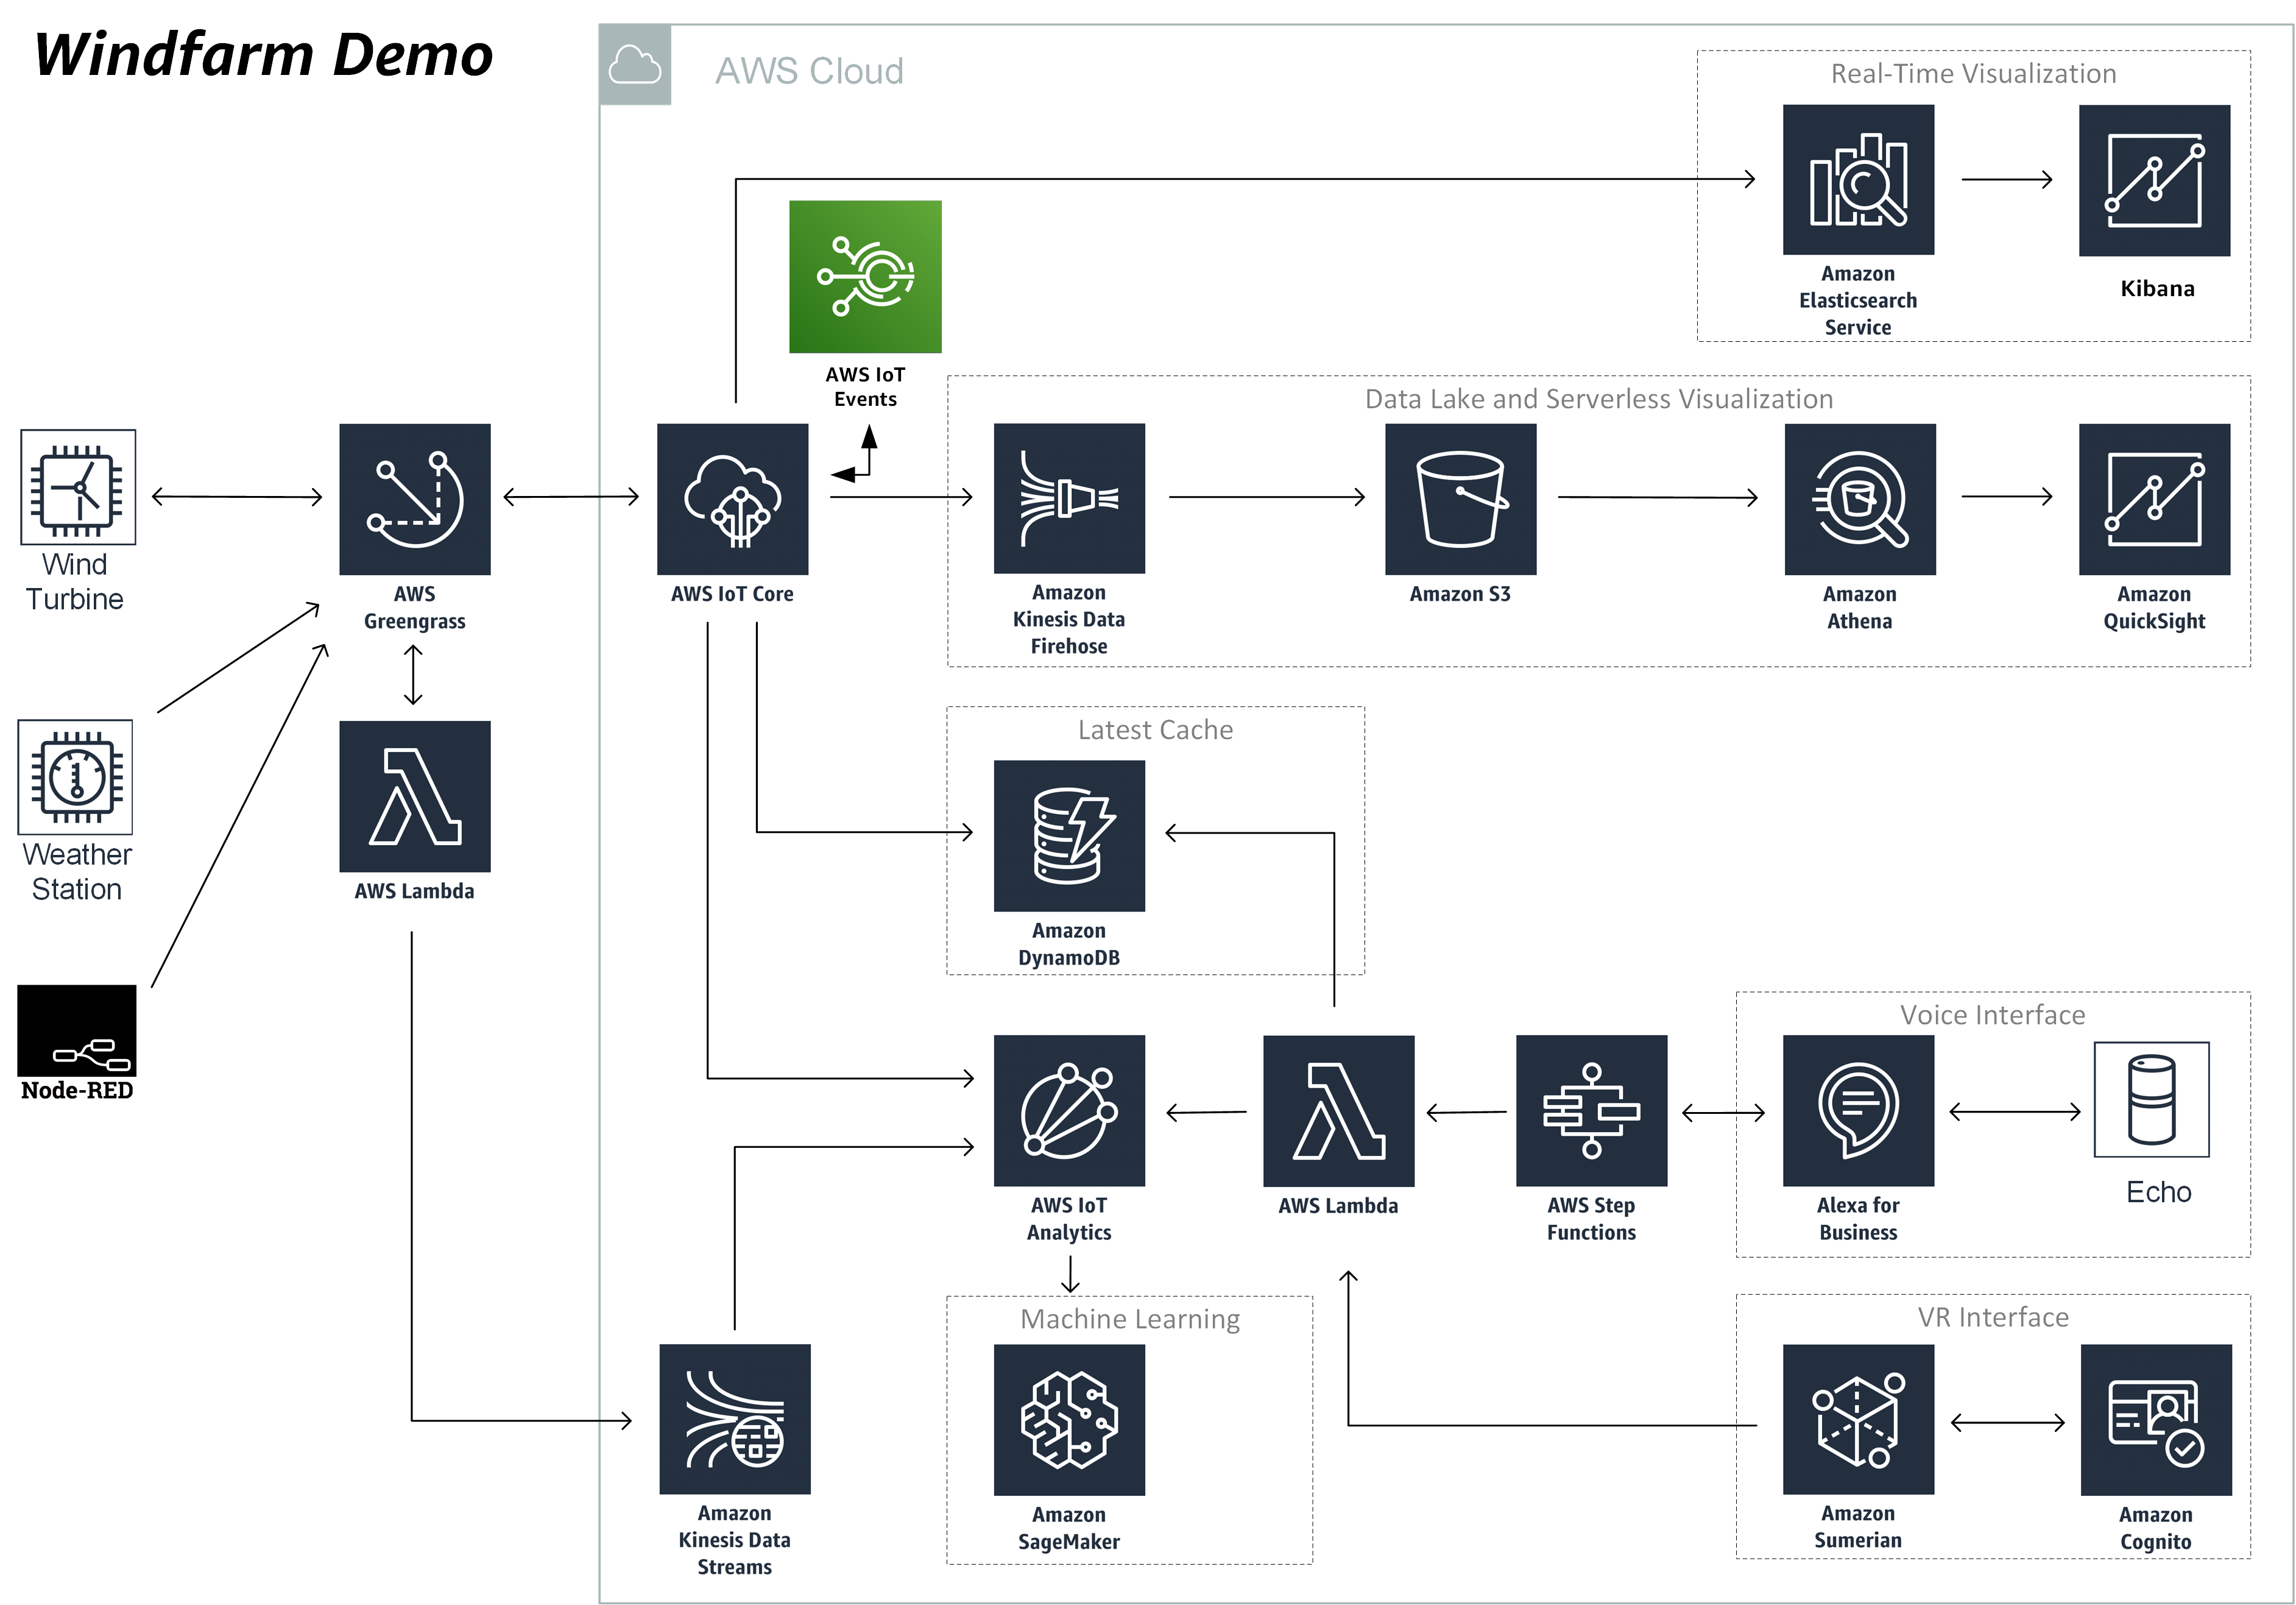 Windfarm Demo
AWS Cloud
Real-Time Visualization
Amazon
Elasticsearch
Service
Kibana
AWS IoT
Events
Data Lake and Serverless Visualization
Wind
Turbine
AWS
Greengrass
AWS IoT Core
Amazon
Kinesis Data
Firehose
Amazon S3
Amazon
Athena
Amazon
QuickSight
Latest Cache
Weather
Station
AWS Lambda
Amazon
DynamoDB
Node-RED
Voice Interface
AWS IoT
Analytics
AWS Lambda
AWS Step
Functions
Alexa for
Business
Echo
Machine Learning
VR Interface
Amazon
Kinesis Data
Streams
Amazon
SageMaker
Amazon
Sumerian
Amazon
Cognito